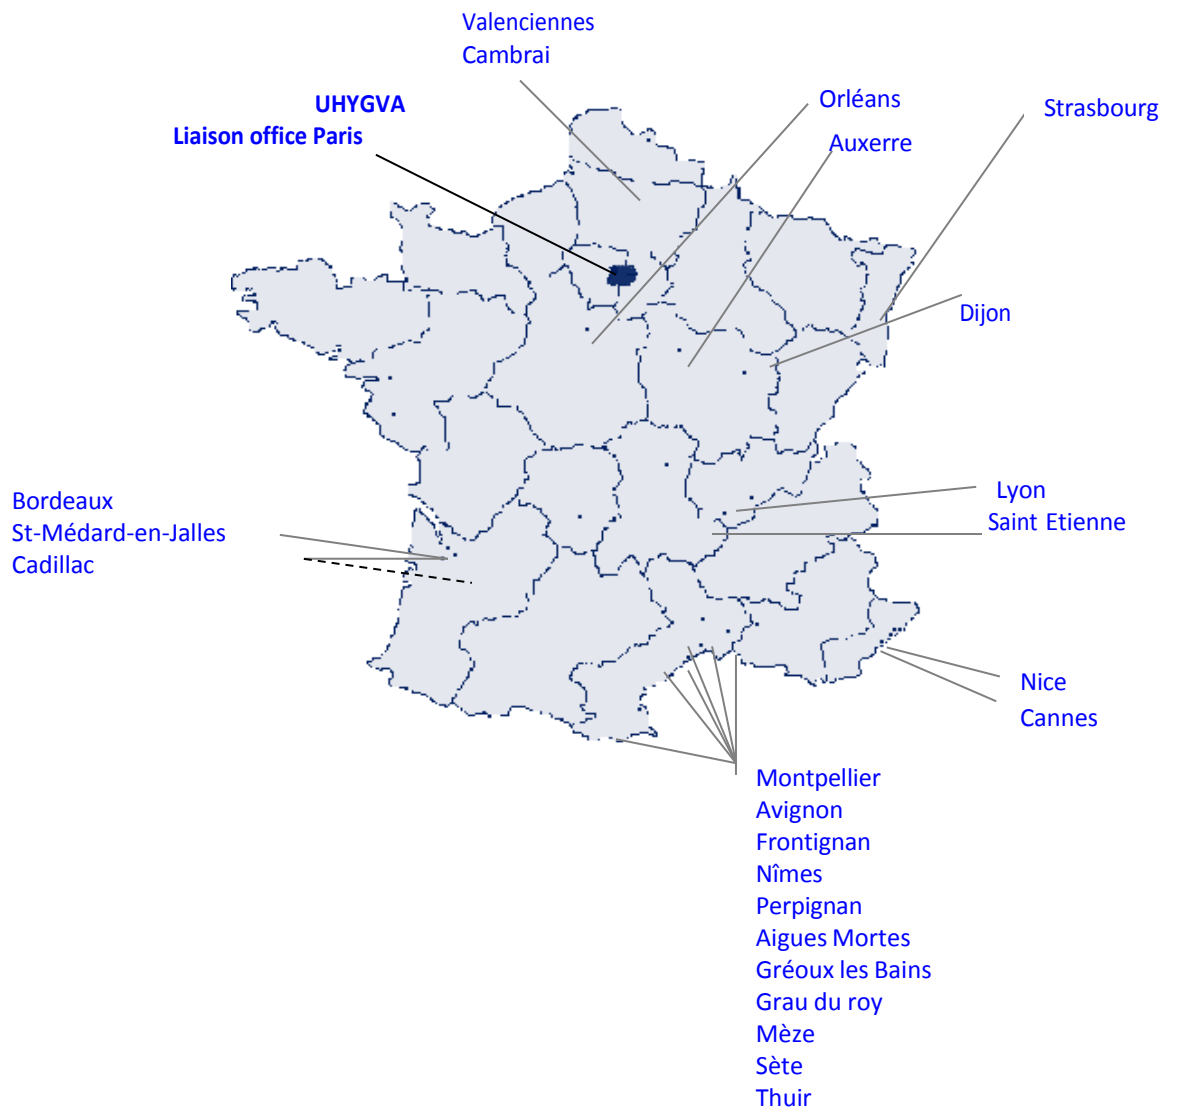 Valenciennes
Cambrai
UHYGVA
Liaison office Paris
Orléans
Strasbourg
Auxerre
Dijon
Bordeaux
St-Médard-en-Jalles
Cadillac
Lyon
Saint Etienne
Nice
Cannes
Montpellier
Avignon
Frontignan
Nîmes
Perpignan
Aigues Mortes
Gréoux les Bains
Grau du roy
Mèze
Sète
Thuir